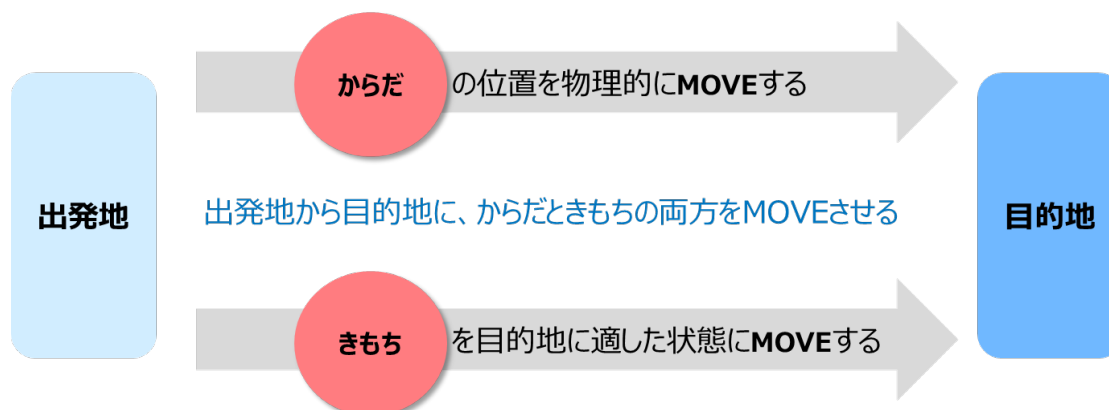 出発地
からだ の位置を物理的にMOVEする
出発地から目的地に、からだときもちの両方をMOVEさせる
きもち を目的地に適した状態にMOVEする
目的地